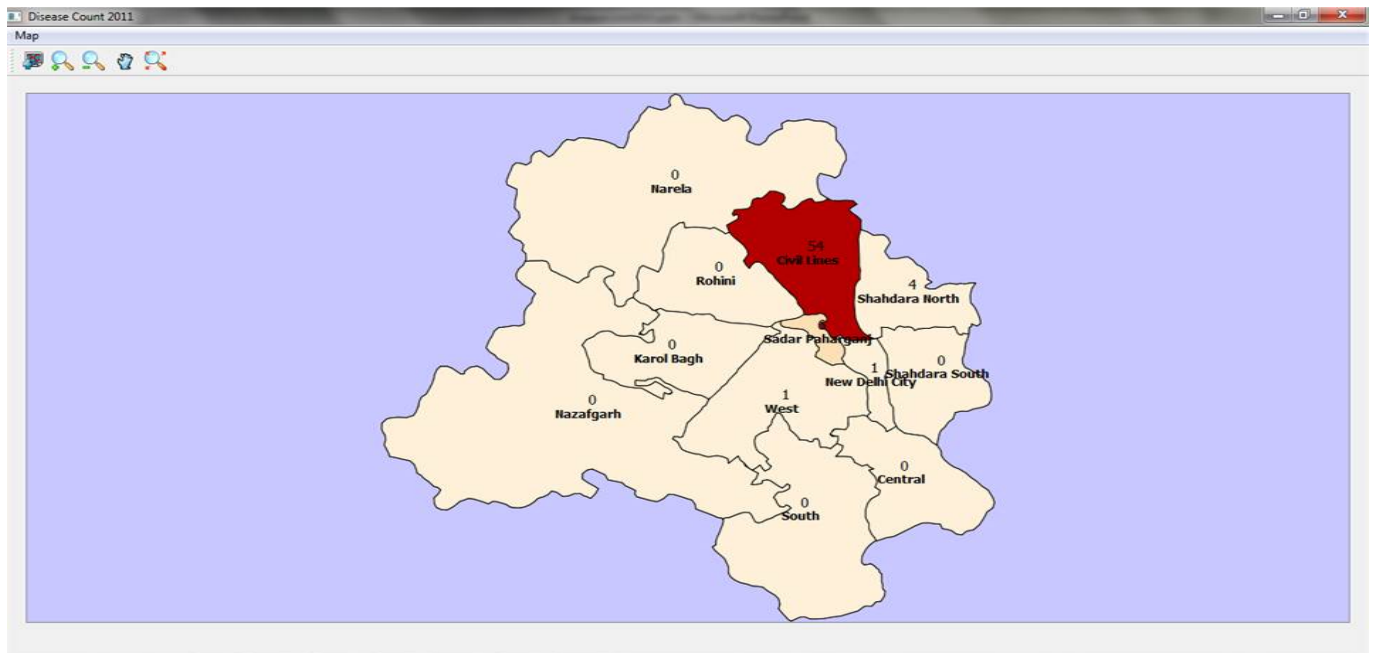 Disease Count 2011
Map
0
Narela
54
Civil Lines
0
Rohini
4
Shahdara North
Sadar Paharganj
0
Karol Bagh
0
Shahdara South
1
New Delhi City
1
West
0
Nazafgarh
0
Central
0
South